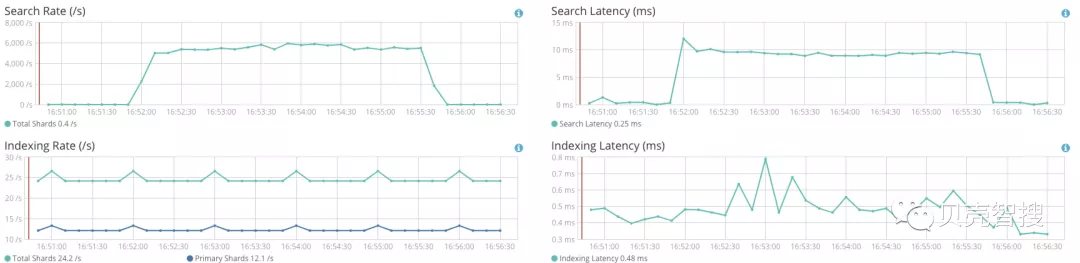 Search Rate (/s)
8,000 /s
6,000 /s
4,000 /s
2,000 /s
0 /s
16:51:00 16:51:30 16:52:00 16:52:30 16:53:00 16:53:30 16:54:00 16:54:30 16:55:00 16:55:30 16:56:00 16:56:30
Total Shards 0.4 /s
Search Latency (ms)
15 ms
10 ms
5 ms
0 ms
16:51:00 16:51:30 16:52:00 16:52:30 16:53:00 16:53:30 16:54:00 16:54:30 16:55:00 16:55:30 16:56:00 16:56:30
Search Latency 0.25 ms
Indexing Rate (/s)
30 /s
25 /s
20 /s
15 /s
10 /s
16:51:00 16:51:30 16:52:00 16:52:30 16:53:00 16:53:30 16:54:00 16:54:30 16:55:00 16:55:30 16:56:00 16:56:30
Total Shards 24.2 /s Primary Shards 12.1 /s
Indexing Latency (ms)
0.8 ms
0.7 ms
0.6 ms
0.5 ms
0.4 ms
0.3 ms
16:51:00 16:51:30 16:52:00 16:52:30 16:53:00 16:53:30 16:54:00 16:54:30 16:55:00 16:55:30 16:56:00 16:56:30
Indexing Latency 0.48 ms
贝壳智搜